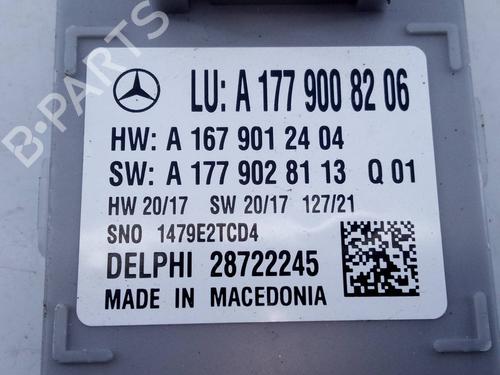 LU: A 177 900 82 06
HW: A 167 901 24 04
SW: A 177 902 81 13 Q 01
HW 20/17 SW 20/17 127/21
SNO 1479E2TCD4
DELPHI 28722245
MADE IN MACEDONIA
B-PARTS